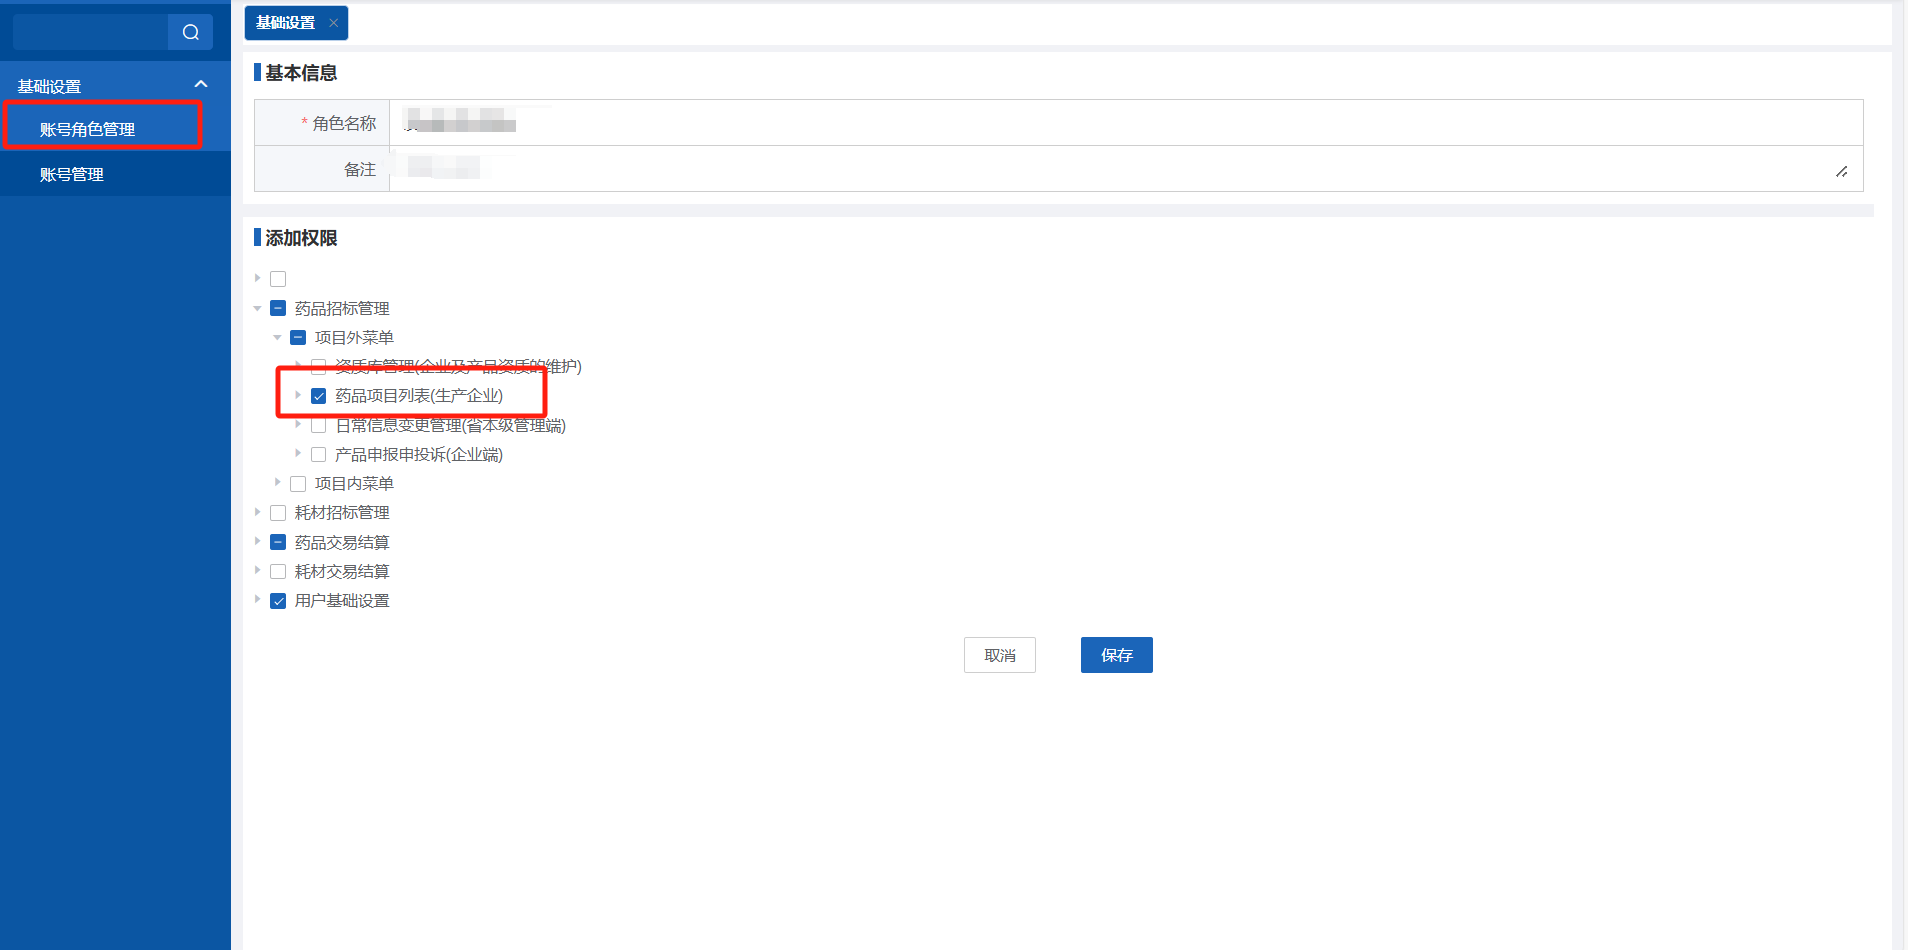 基础设置
账号角色管理
账号管理
基础设置
基本信息
* 角色名称
备注
添加权限
药品招标管理
项目外菜单
资质库管理(企业及产品资质的维护)
药品项目列表(生产企业)
日常信息变更管理(省本级管理端)
产品申报申投诉(企业端)
项目内菜单
耗材招标管理
药品交易结算
耗材交易结算
用户基础设置
取消
保存